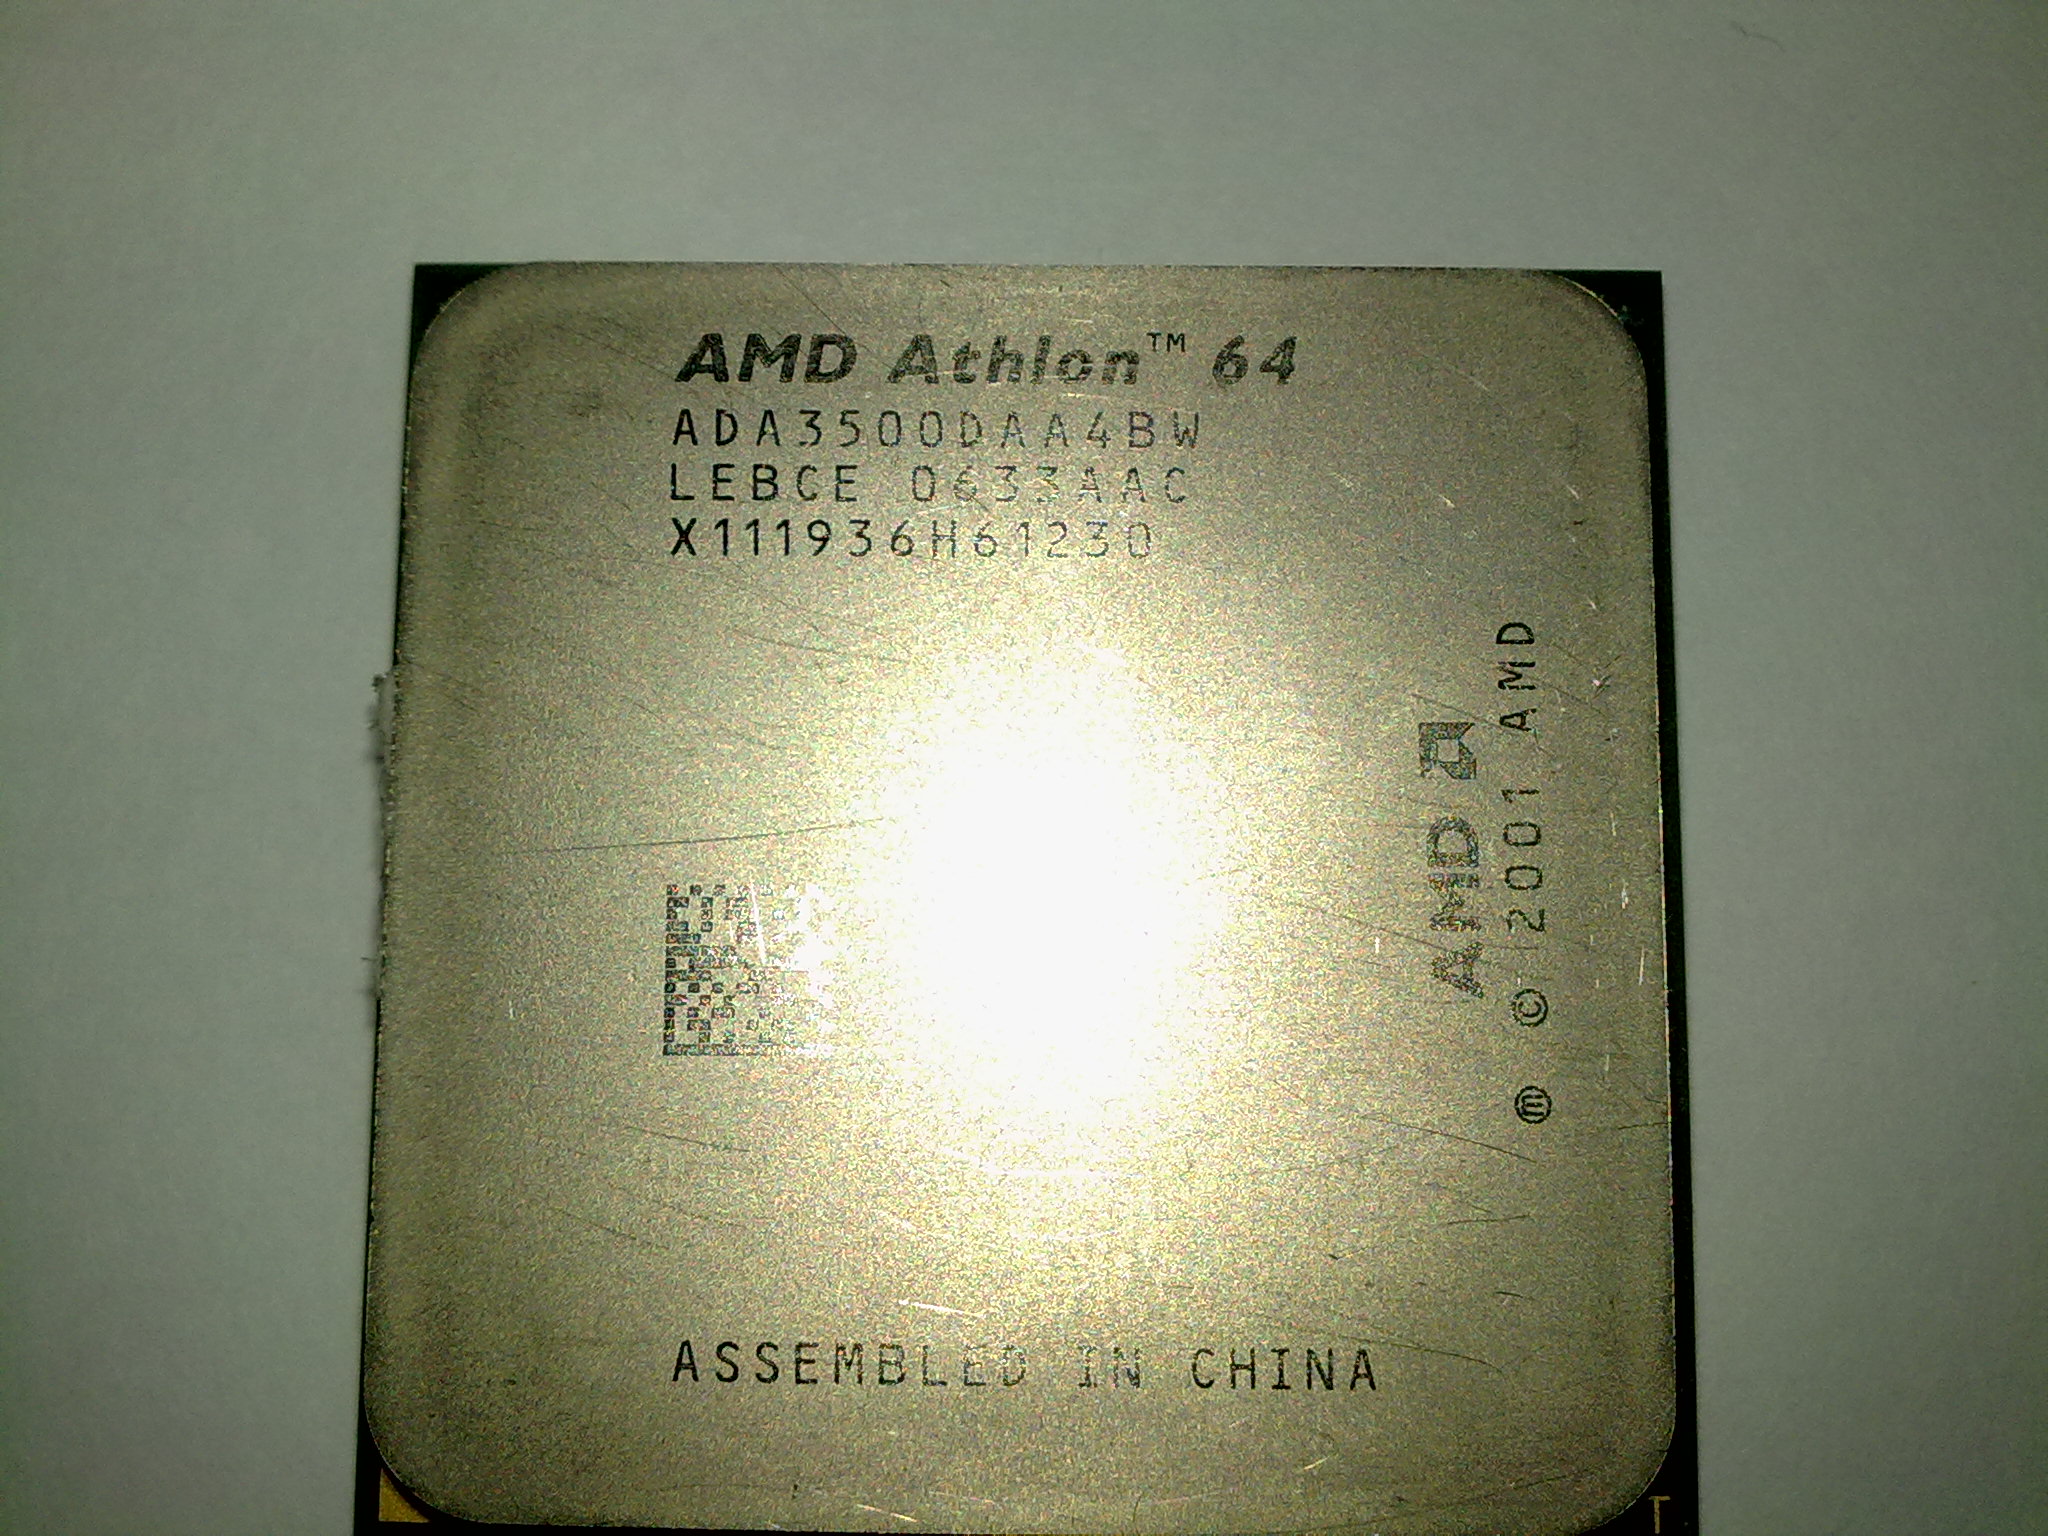 AMD Athlon™ 64
ADA3500DAA4BW
LEBCE 0633AAC
X111936H61230
AMD
ⓜ © 2001 AMD
ASSEMBLED IN CHINA
T